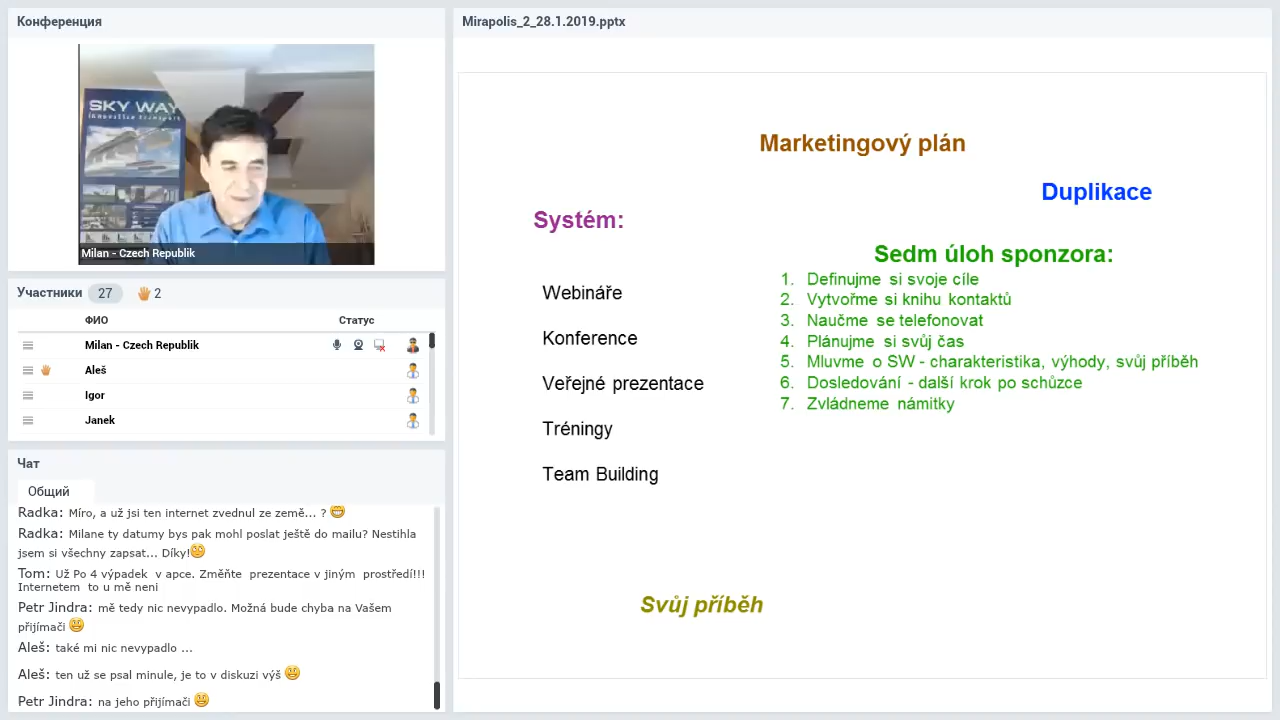 Конференция
SKY WAY
Milan - Czech Republik
Участники 27 2
ФИО Статус
Milan - Czech Republik
Aleš
Igor
Janek
Чат
Общий
Radka: Míro, a už jsi ten internet zvednul ze země... ?
Radka: Milane ty datumy bys pak mohl poslat ještě do mailu? Nestihla
jsem si všechny zapsat... Díky!
Tom: Už Po 4 výpadek v apce. Změňte prezentace v jiným prostředí!!!
Internetem to u mě neni
Petr Jindra: mě tedy nic nevypadlo. Možná bude chyba na Vašem
přijímači
Aleš: také mi nic nevypadlo ...
Aleš: ten už se psal minule, je to v diskuzi výš
Petr Jindra: na jeho přijímači
Mirapolis_2_28.1.2019.pptx
Marketingový plán
Duplikace
Systém:
Webináře
Konference
Veřejné prezentace
Tréningy
Team Building
Sedm úloh sponzora:
1. Definujme si svoje cíle
2. Vytvořme si knihu kontaktů
3. Naučme se telefonovat
4. Plánujme si svůj čas
5. Mluvme o SW - charakteristika, výhody, svůj příběh
6. Dosledování - další krok po schůzce
7. Zvládneme námitky
Svůj příběh